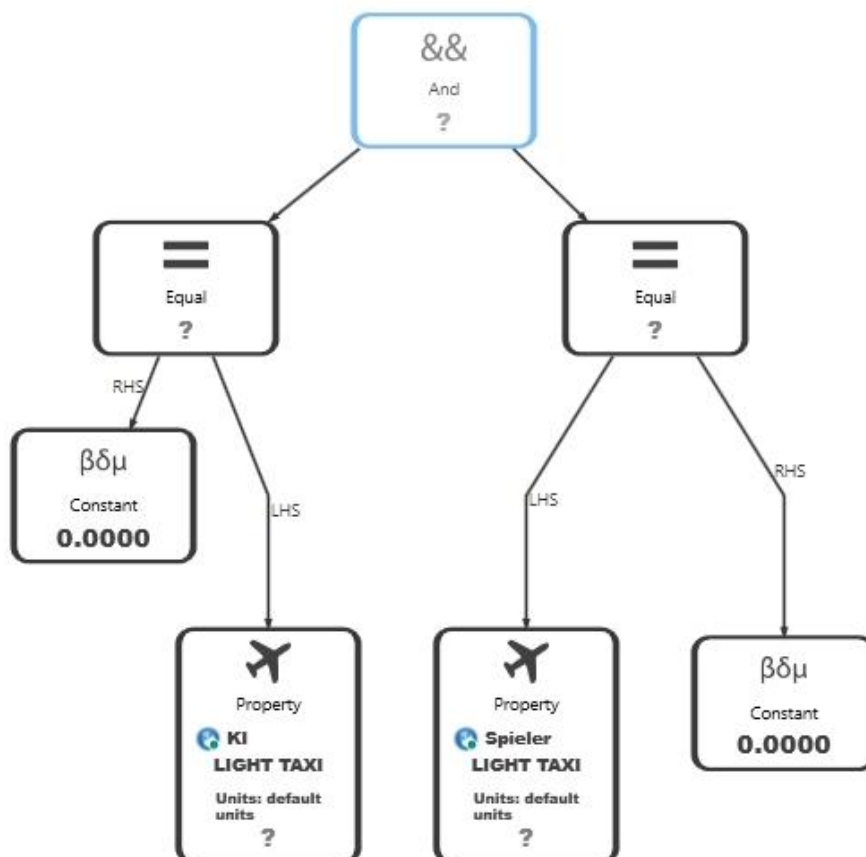 &&
And
?
=
Equal
?
=
Equal
?
RHS
LHS
LHS
RHS
βδμ
Constant
0.0000
Property
KI
LIGHT TAXI
Units: default
units
?
Property
Spieler
LIGHT TAXI
Units: default
units
?
βδμ
Constant
0.0000